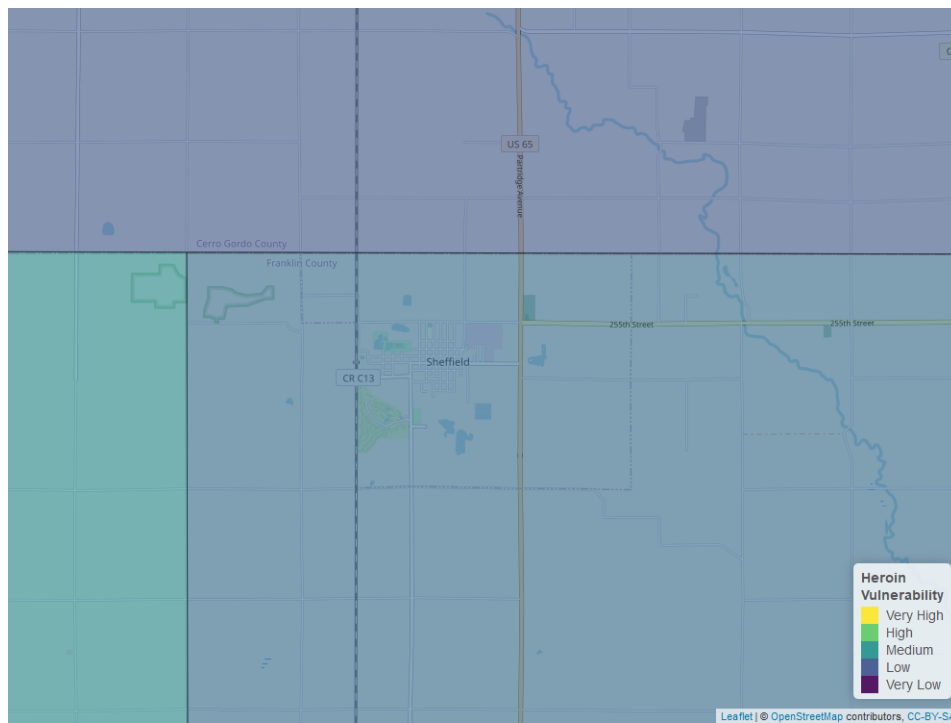 US 65
Partridge Avenue
Cerro Gordo County
Franklin County
255th Street
255th Street
Sheffield
CR C13
Heroin
Vulnerability
Very High
High
Medium
Low
Very Low
Leaflet | © OpenStreetMap contributors, CC-BY-S